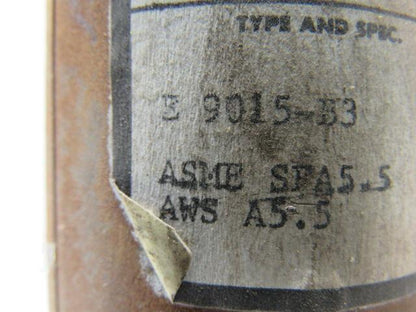 TYPE AND SPEC.
E 9015-B3
ASME SFA5.5
AWS A5.5